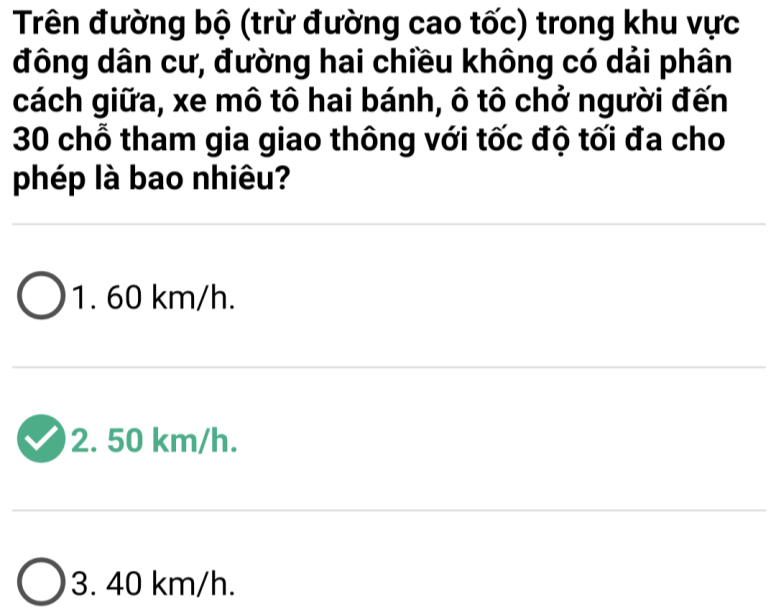 Trên đường bộ (trừ đường cao tốc) trong khu vực
đông dân cư, đường hai chiều không có dải phân
cách giữa, xe mô tô hai bánh, ô tô chở người đến
30 chỗ tham gia giao thông với tốc độ tối đa cho
phép là bao nhiêu?
1. 60 km/h.
2. 50 km/h.
3. 40 km/h.